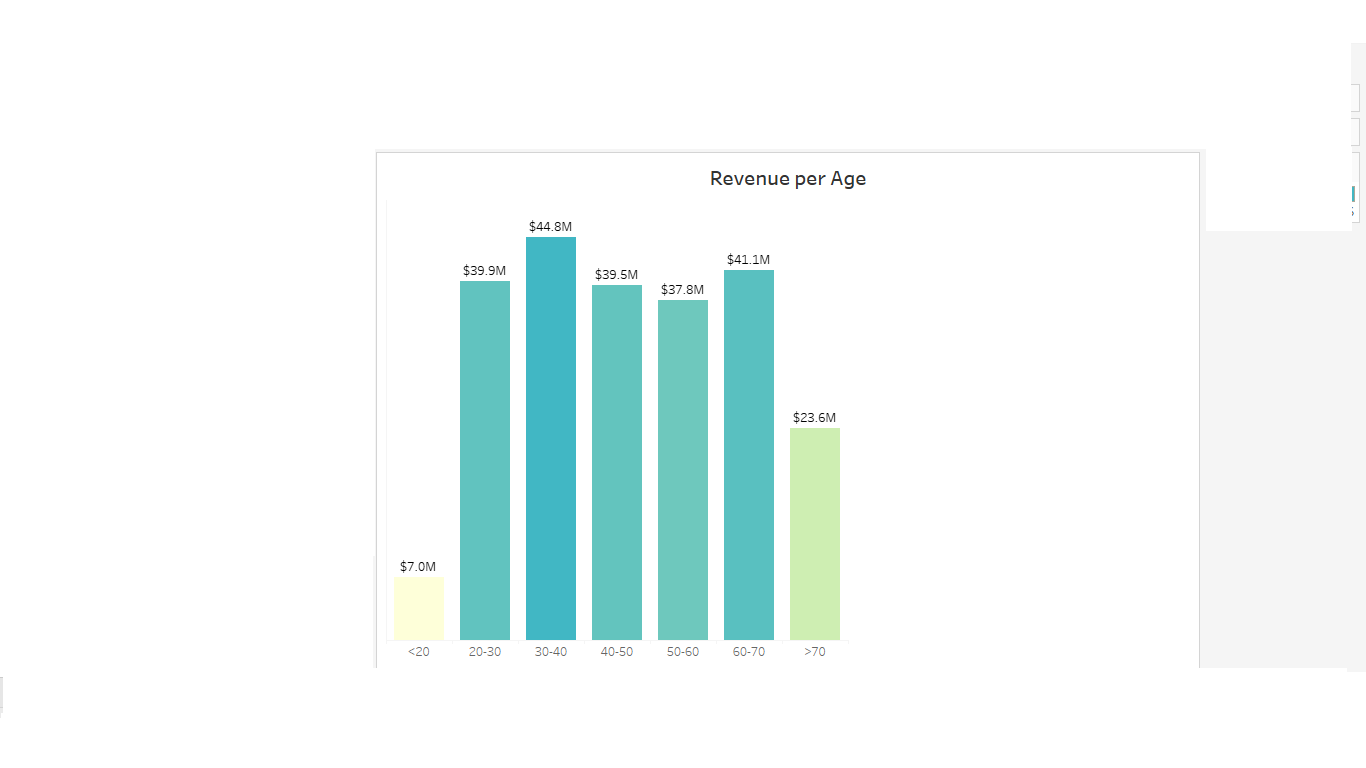 Revenue per Age
$44.8M
$41.1M
$39.9M
$39.5M
$37.8M
$23.6M
$7.0M
<20 20-30 30-40 40-50 50-60 60-70 >70